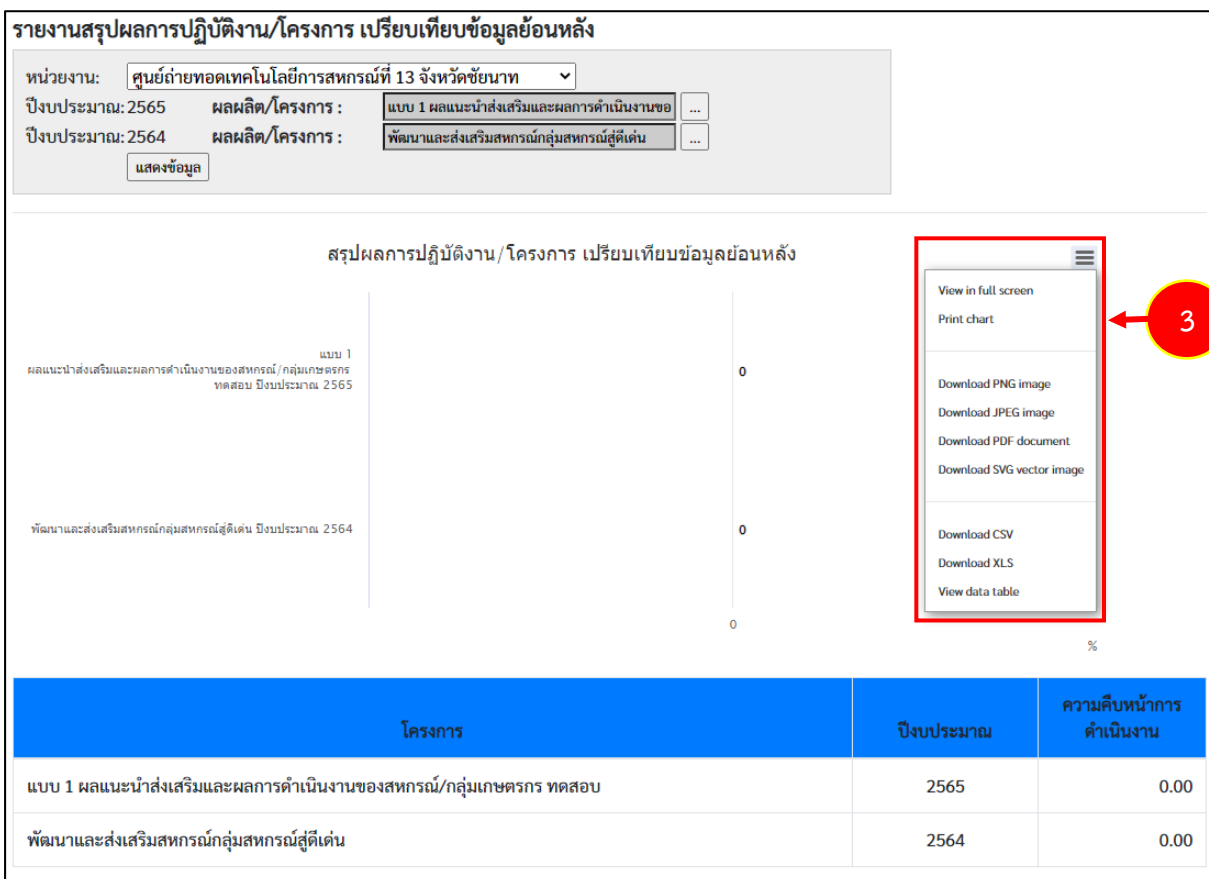 รายงานสรุปผลการปฏิบัติงาน/โครงการ เปรียบเทียบข้อมูลย้อนหลัง
หน่วยงาน: ศูนย์ถ่ายทอดเทคโนโลยีการสหกรณ์ที่ 13 จังหวัดชัยนาท
ปีงบประมาณ: 2565 ผลผลิต/โครงการ : แบบ 1 ผลแนะนำส่งเสริมและผลการดำเนินงานขอ ...
ปีงบประมาณ: 2564 ผลผลิต/โครงการ : พัฒนาและส่งเสริมสหกรณ์กลุ่มสหกรณ์สู่ดีเด่น ...
แสดงข้อมูล
สรุปผลการปฏิบัติงาน/โครงการ เปรียบเทียบข้อมูลย้อนหลัง
แบบ 1
ผลแนะนำส่งเสริมและผลการดำเนินงานของสหกรณ์/กลุ่มเกษตรกร
ทดสอบ ปีงบประมาณ 2565
0
พัฒนาและส่งเสริมสหกรณ์กลุ่มสหกรณ์สู่ดีเด่น ปีงบประมาณ 2564
0
0
%
View in full screen
Print chart
Download PNG image
Download JPEG image
Download PDF document
Download SVG vector image
Download CSV
Download XLS
View data table
3
โครงการ ปีงบประมาณ ความคืบหน้าการ
ดำเนินงาน
แบบ 1 ผลแนะนำส่งเสริมและผลการดำเนินงานของสหกรณ์/กลุ่มเกษตรกร ทดสอบ 2565 0.00
พัฒนาและส่งเสริมสหกรณ์กลุ่มสหกรณ์สู่ดีเด่น 2564 0.00